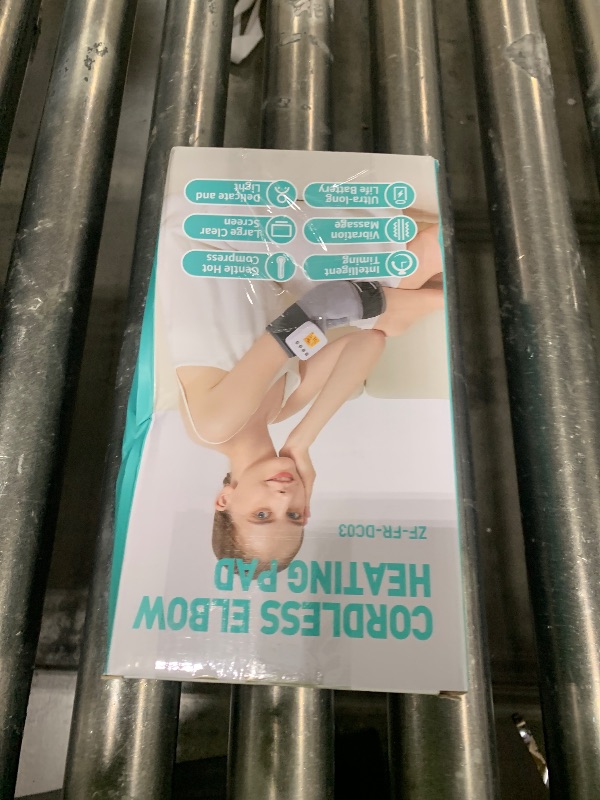 CORDLESS ELBOW
HEATING PAD
ZF-FR-DC03
Intelligent
Timing
Gentle Hot
Compress
Vibration
Massage
Large Clear
Screen
Ultra-long
Life Battery
Delicate and
Light